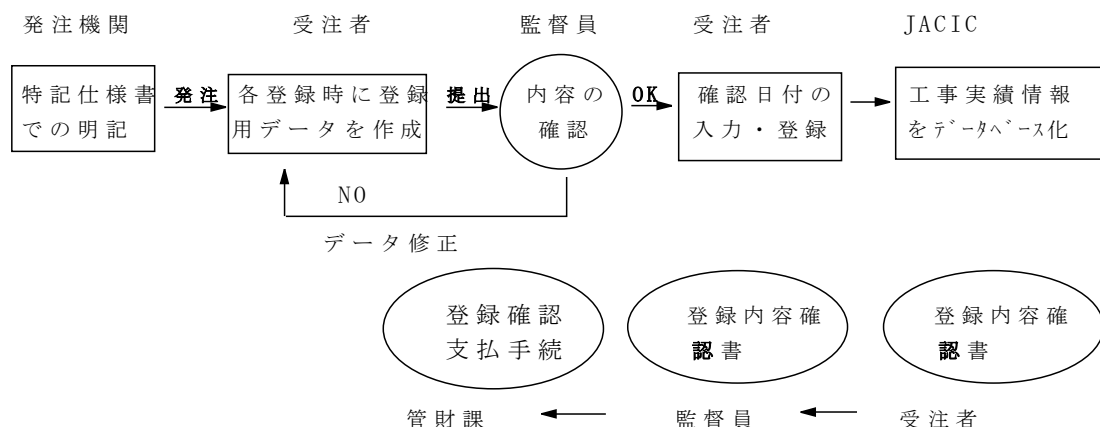 発注機関 受注者 監督員 受注者 JACIC
特記仕様書
での明記
発注
各登録時に登録
用データを作成
提出
内容の
確認
OK
確認日付の
入力・登録
工事実績情報
をﾃﾞｰﾀﾍﾞｰｽ化
NO
データ修正
登録確認
支払手続
登録内容確
認書
登録内容確
認書
管財課 監督員 受注者